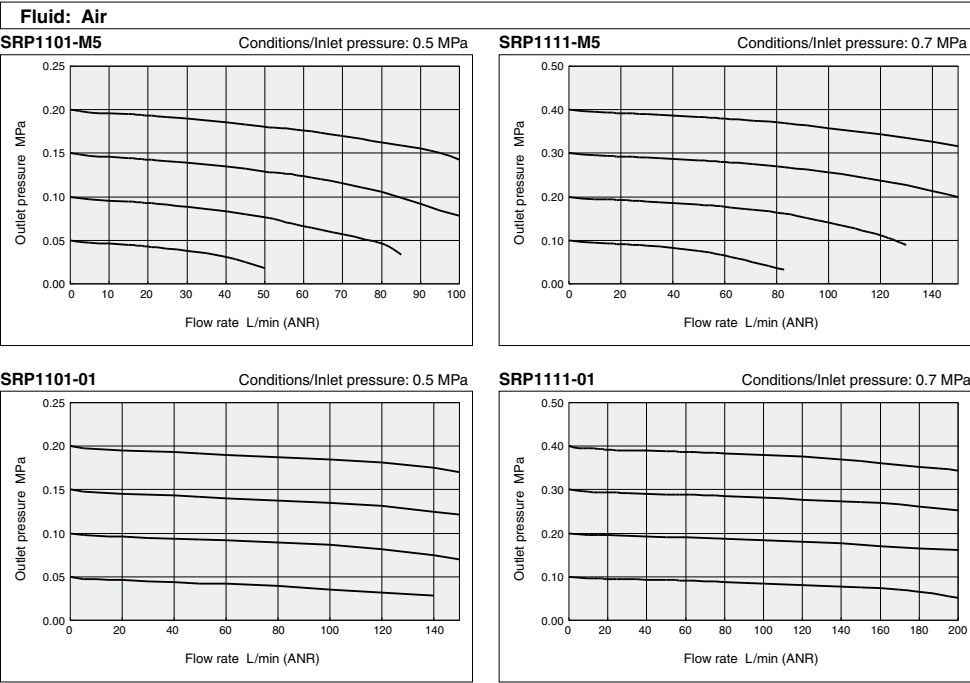 Fluid: Air
SRP1101-M5 Conditions/Inlet pressure: 0.5 MPa
0.25
0.20
0.15
0.10
0.05
0.00
Outlet pressure MPa
0 10 20 30 40 50 60 70 80 90 100
Flow rate L/min (ANR)
SRP1111-M5 Conditions/Inlet pressure: 0.7 MPa
0.50
0.40
0.30
0.20
0.10
0.00
Outlet pressure MPa
0 20 40 60 80 100 120 140
Flow rate L/min (ANR)
SRP1101-01 Conditions/Inlet pressure: 0.5 MPa
0.25
0.20
0.15
0.10
0.05
0.00
Outlet pressure MPa
0 20 40 60 80 100 120 140
Flow rate L/min (ANR)
SRP1111-01 Conditions/Inlet pressure: 0.7 MPa
0.50
0.40
0.30
0.20
0.10
0.00
Outlet pressure MPa
0 20 40 60 80 100 120 140 160 180 200
Flow rate L/min (ANR)